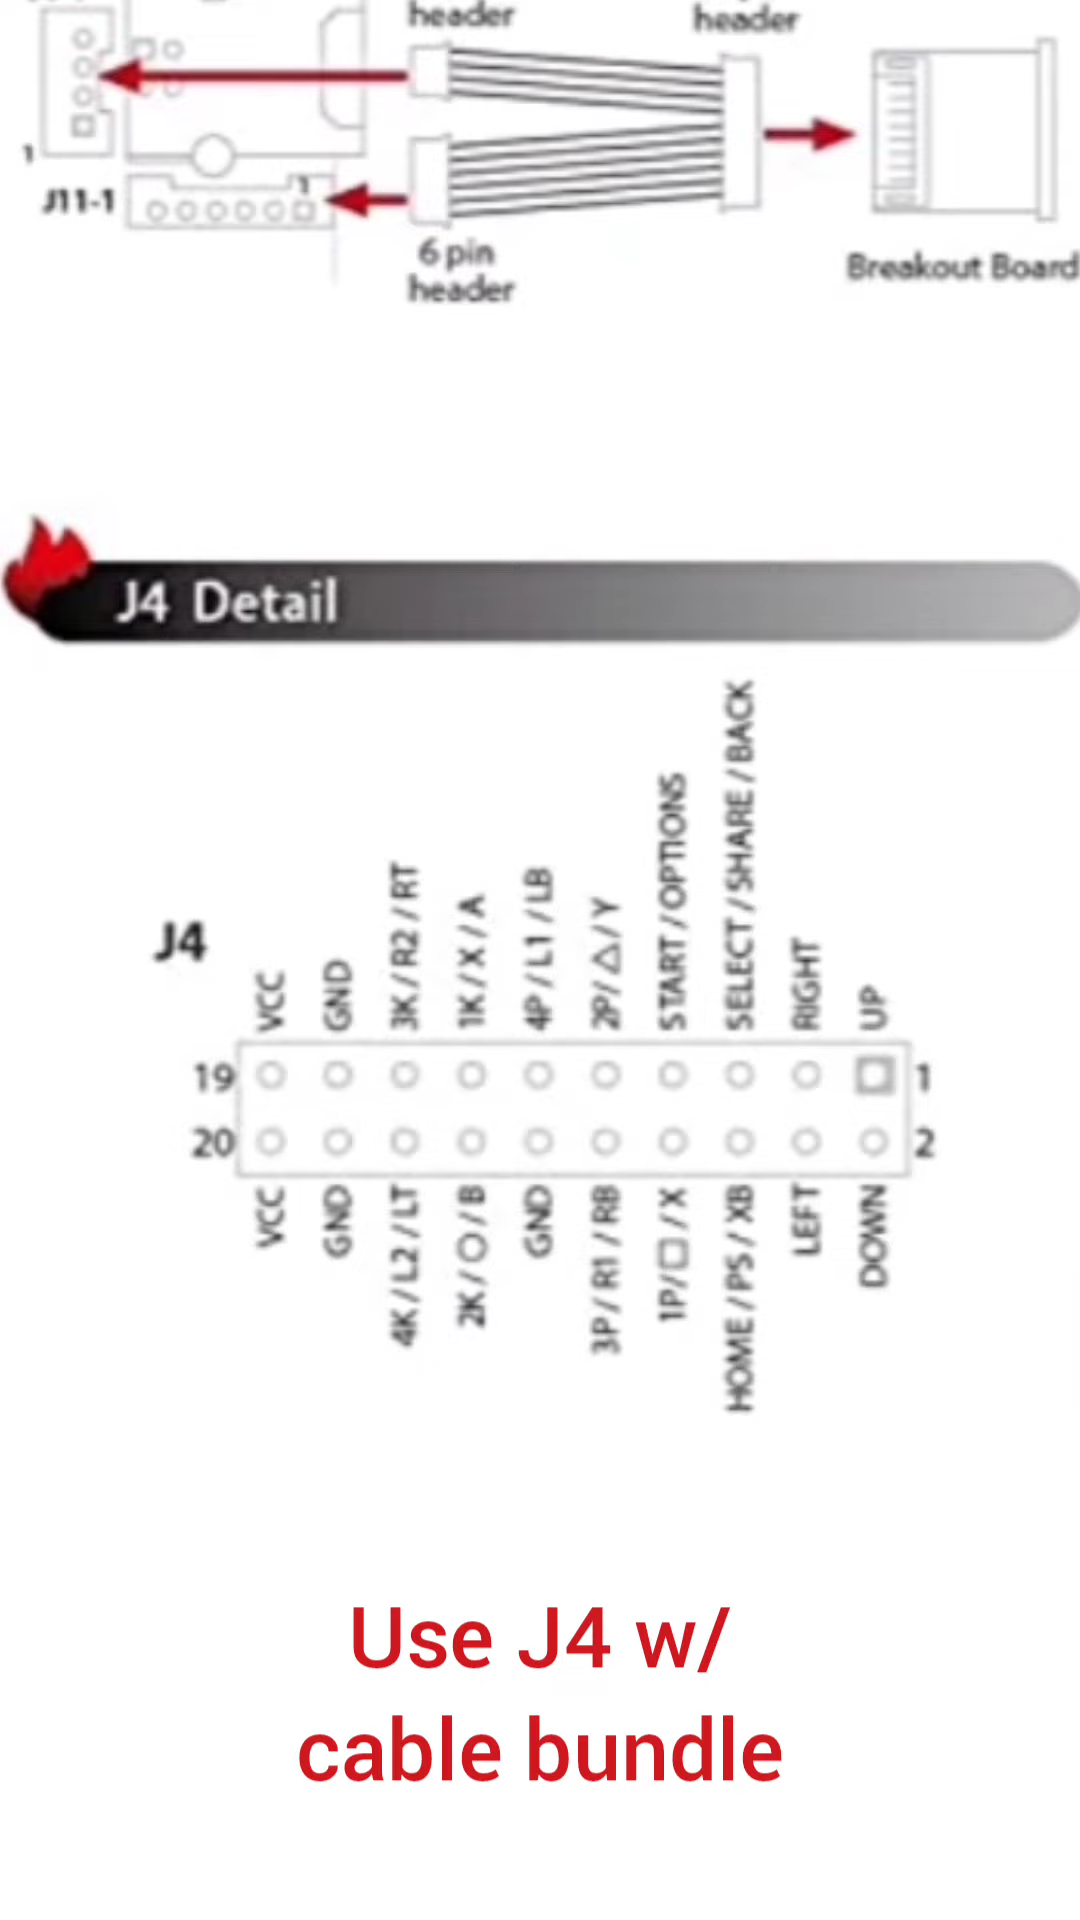 header
header
1
J11-1
1
6 pin
header
Breakout Board
J4 Detail
J4
VCC
GND
3K / R2 / RT
1K / X / A
4P / L1 / LB
2P / △ / Y
START / OPTIONS
SELECT / SHARE / BACK
RIGHT
UP
19
1
20
2
VCC
GND
4K / L2 / LT
2K / ○ / B
GND
3P / R1 / RB
1P / □ / X
HOME / PS / XB
LEFT
DOWN
Use J4 w/
cable bundle